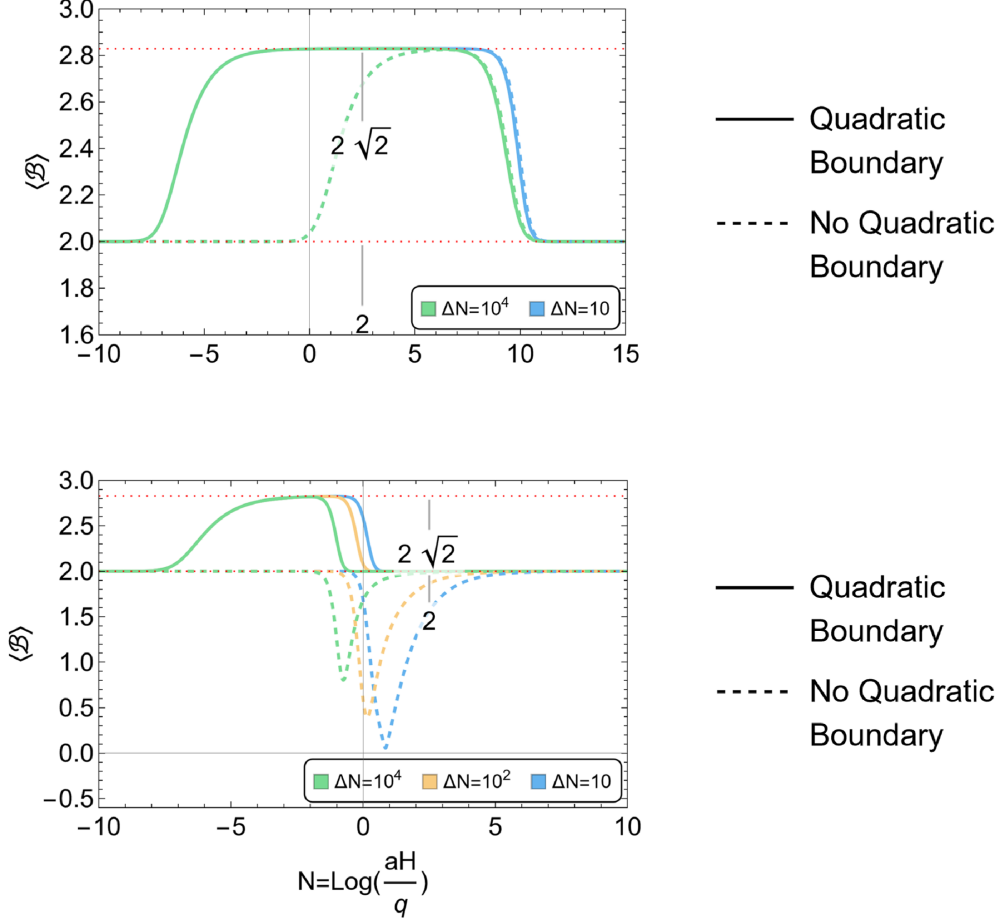 3.0
2.8
2.6
2.4
2.2
2.0
1.8
1.6
⟨ℬ⟩
2 √2
2
ΔN=10⁴ ΔN=10
−10 −5 0 5 10 15
Quadratic
Boundary
No Quadratic
Boundary
3.0
2.5
2.0
1.5
1.0
0.5
0.0
−0.5
⟨ℬ⟩
2 √2
2
ΔN=10⁴ ΔN=10² ΔN=10
−10 −5 0 5 10
N=Log(aH/q)
Quadratic
Boundary
No Quadratic
Boundary